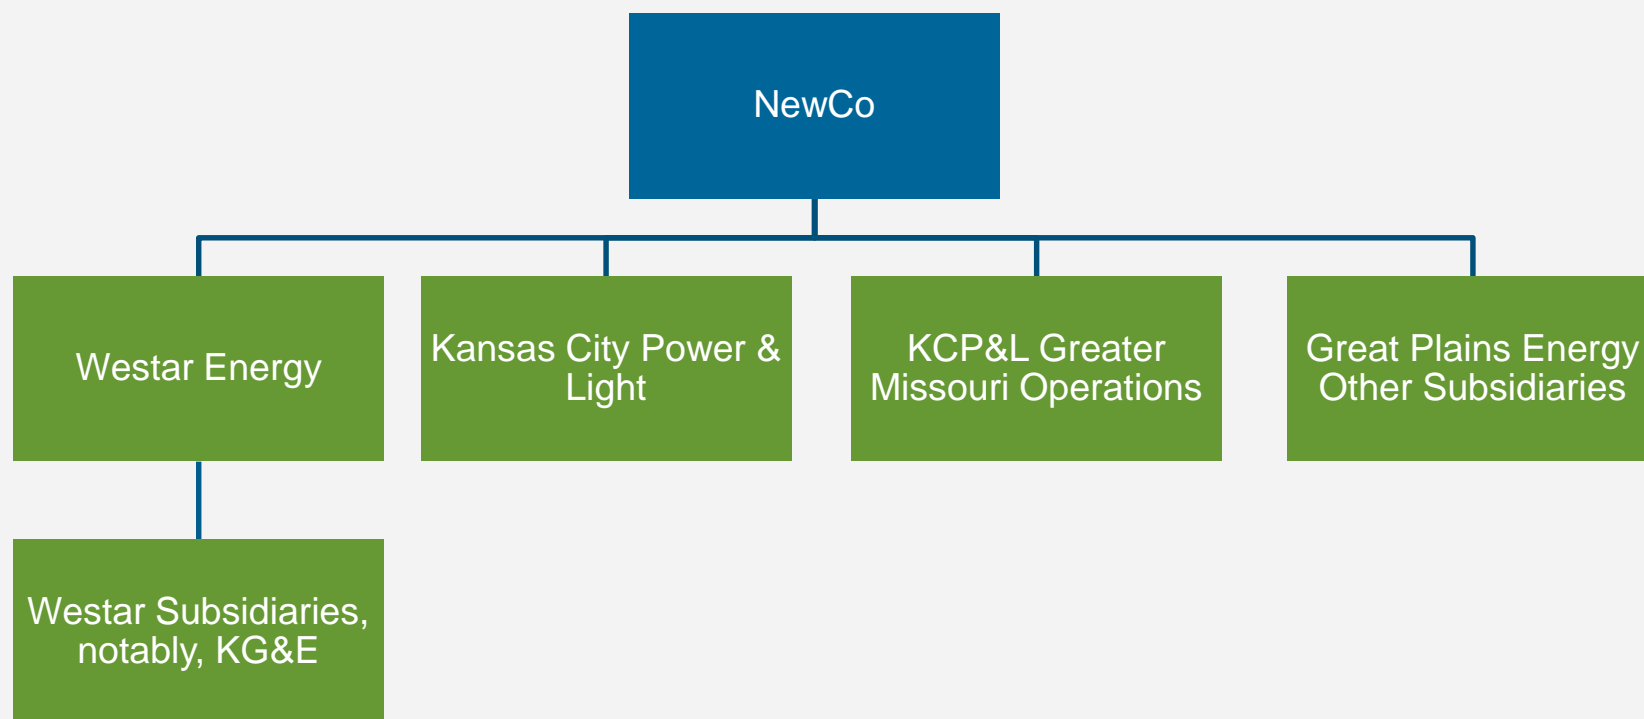 NewCo
Westar Energy
Kansas City Power &
Light
KCP&L Greater
Missouri Operations
Great Plains Energy
Other Subsidiaries
Westar Subsidiaries,
notably, KG&E